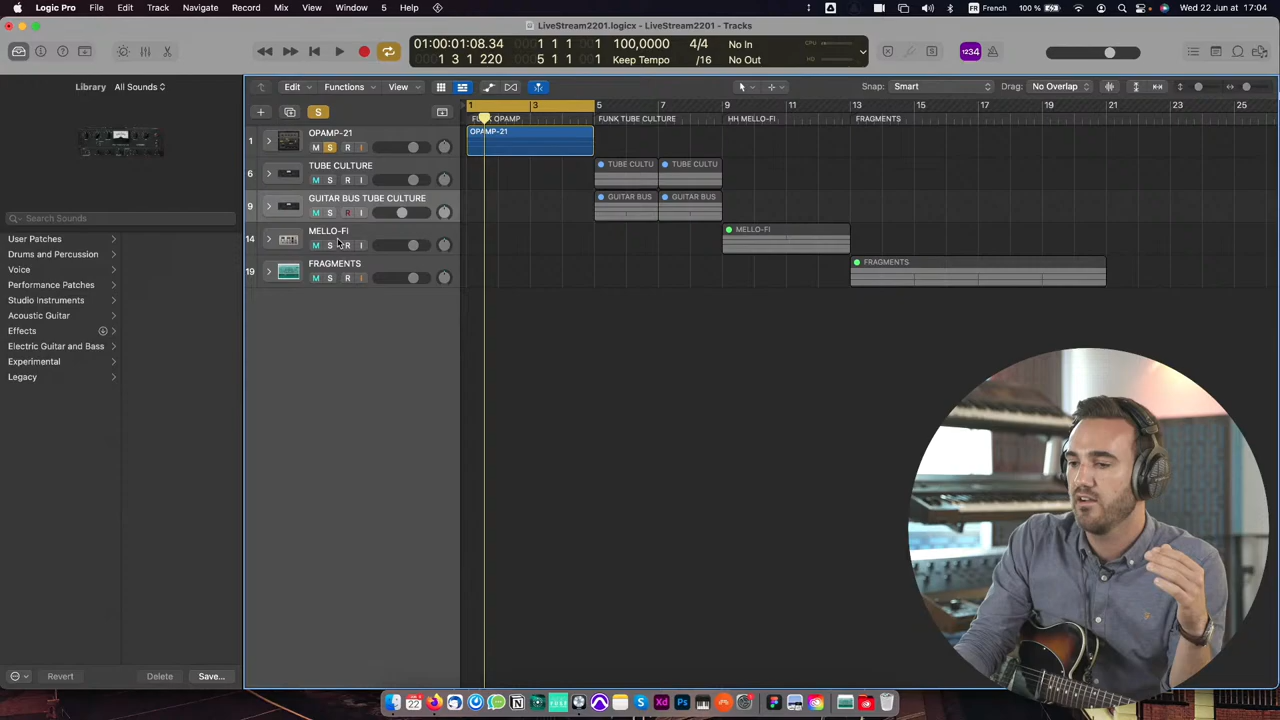 Logic Pro File Edit Track Navigate Record Mix View Window 5 Help French 100 % Wed 22 Jun at 17:04
LiveStream2201.logicx - LiveStream2201 - Tracks
01:00:01:08.34 1 1 1 1 100,0000 4/4 No In CPU
1 3 1 220 5 1 1 1 Keep Tempo /16 No Out HD
1234
Library All Sounds
Edit Functions View Snap: Smart Drag: No Overlap
S
1 3 5 7 9 11 13 15 17 19 21 23 25
FUNK OPAMP FUNK TUBE CULTURE HH MELLO-FI FRAGMENTS
1 OPAMP-21
M S R I
OPAMP-21
6 TUBE CULTURE
M S R I
TUBE CULTU TUBE CULTU
9 GUITAR BUS TUBE CULTURE
M S R I
GUITAR BUS GUITAR BUS
14 MELLO-FI
M S R I
MELLO-FI
19 FRAGMENTS
M S R I
FRAGMENTS
Search Sounds
User Patches
Drums and Percussion
Voice
Performance Patches
Studio Instruments
Acoustic Guitar
Effects
Electric Guitar and Bass
Experimental
Legacy
Revert Delete Save...
22 Xd Ps